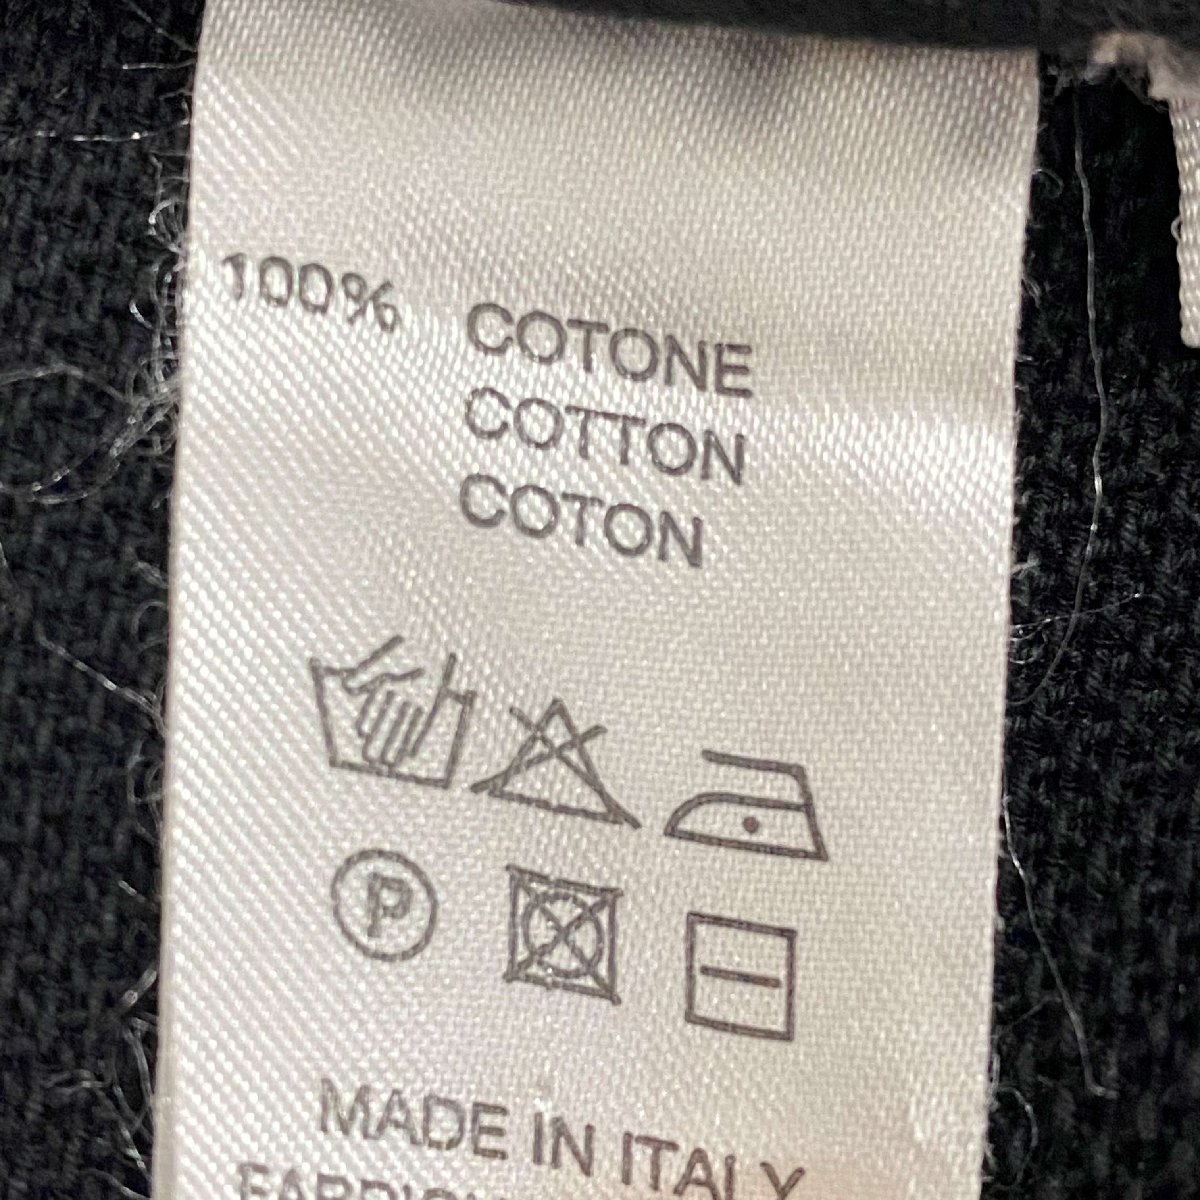 100% COTONE
COTTON
COTON
P
MADE IN ITALY